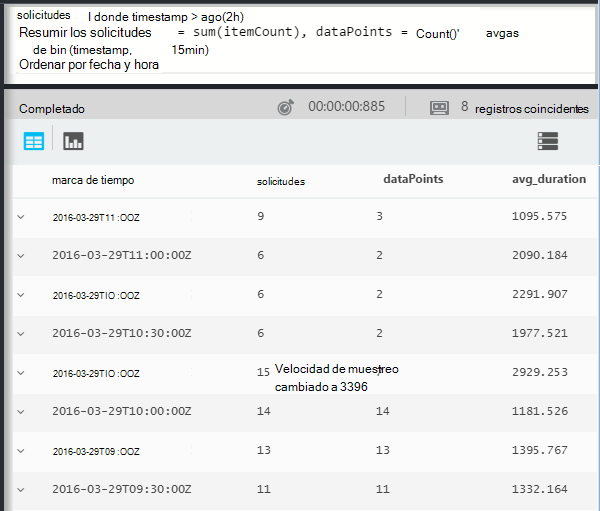 solicitudes | donde timestamp > ago(2h)
Resumir los solicitudes = sum(itemCount), dataPoints = Count()' avgas
de bin (timestamp, 15min)
Ordenar por fecha y hora
Completado 00:00:00:885 8 registros coincidentes
marca de tiempo solicitudes dataPoints avg_duration
2016-03-29T11 :OOZ 9 3 1095.575
2016-03-29T11:00:00Z 6 2 2090.184
2016-03-29TIO :OOZ 6 2 2291.907
2016-03-29T10:30:00Z 6 2 1977.521
2016-03-29TIO :OOZ 15 Velocidad de muestreo 2929.253
cambiado a 3396
2016-03-29T10:00:00Z 14 14 1181.526
2016-03-29T09 :OOZ 13 13 1395.767
2016-03-29T09:30:00Z 11 11 1332.164